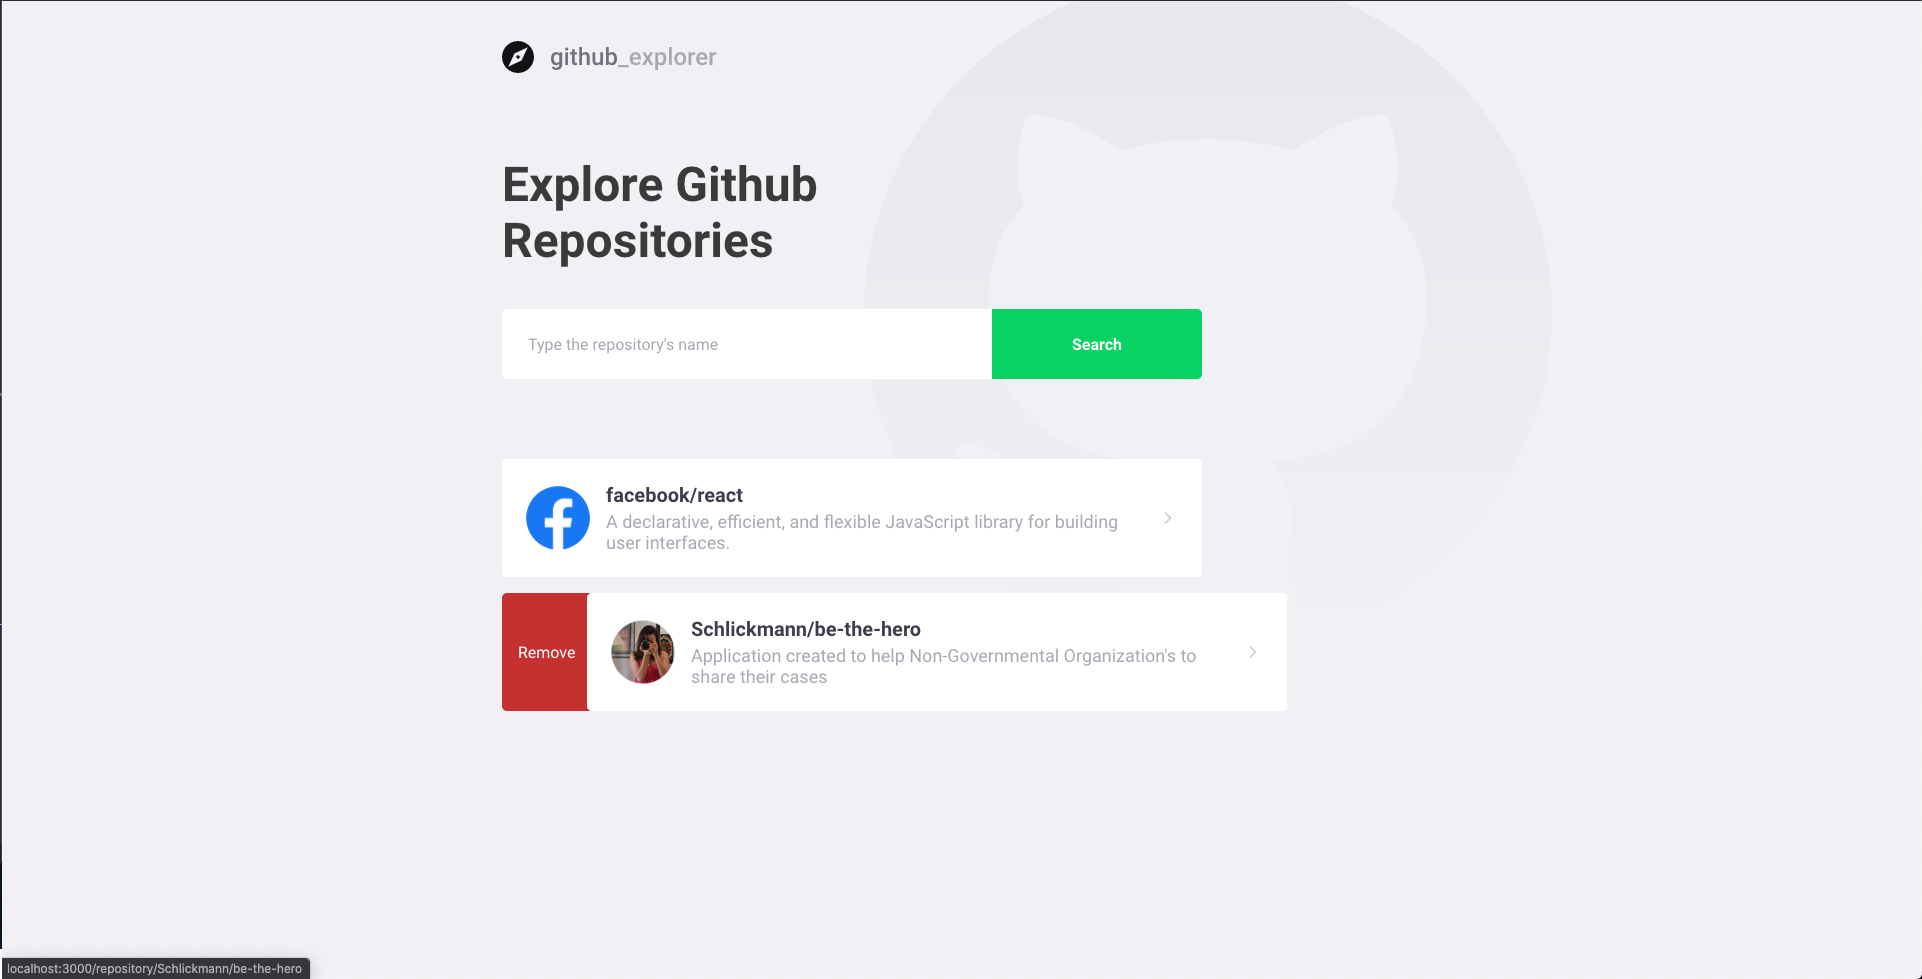 github_explorer
Explore Github
Repositories
Type the repository's name
Search
facebook/react
A declarative, efficient, and flexible JavaScript library for building
user interfaces.
Remove
Schlickmann/be-the-hero
Application created to help Non-Governmental Organization's to
share their cases
localhost:3000/repository/Schlickmann/be-the-hero